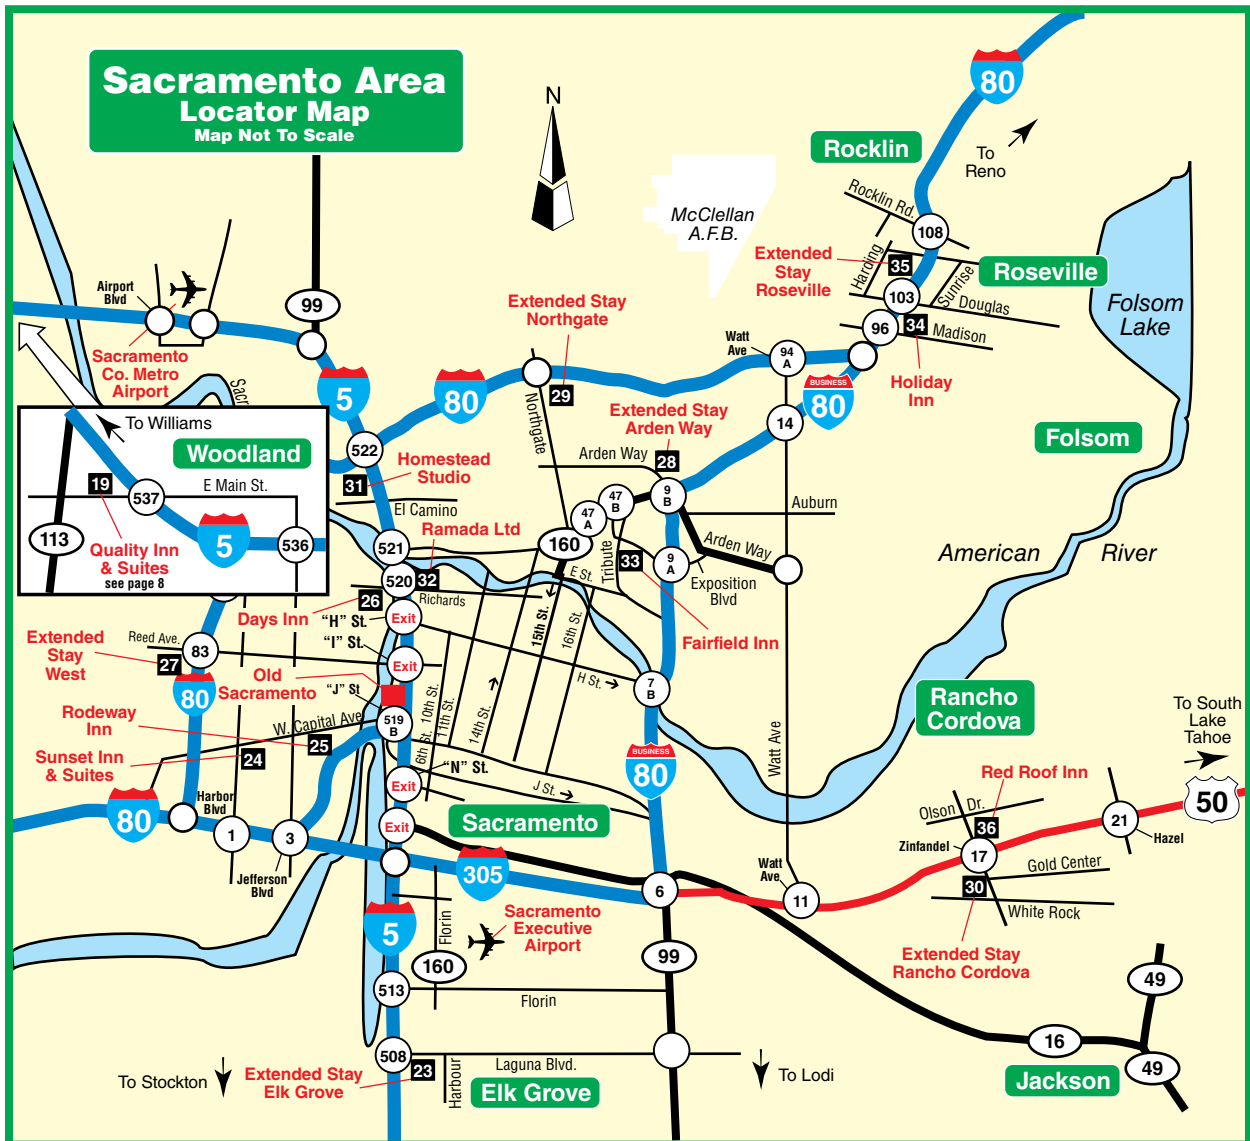 Sacramento Area
Locator Map
Map Not To Scale
N
80
Rocklin
To
Reno
McClellan
A.F.B.
Rocklin Rd.
108
Harding
35
Extended
Stay
Roseville
Sunrise
Roseville
103
Douglas
Folsom
Lake
Airport
Blvd
99
Sacramento
Co. Metro
Airport
Extended Stay
Northgate
Watt
Ave
94
A
96
34
Madison
Holiday
Inn
5
80
29
Northgate
BUSINESS
80
14
Extended Stay
Arden Way
Arden Way
28
Folsom
Sacr
To Williams
Woodland
19
537
E Main St.
113
5
536
Quality Inn
& Suites
see page 8
522
31
Homestead
Studio
El Camino
47
B
9
B
47
A
Auburn
Ramada Ltd
521
160
Tribute
33
Arden Way
9
A
Exposition
Blvd
American
River
520
32
E St.
Richards
Days Inn
26
"H" St.
Exit
15th St.
16th St.
Fairfield Inn
Extended
Stay
West
Reed Ave.
27
83
"I" St.
Exit
80
Old
Sacramento
"J" St
H St.
7
B
Rancho
Cordova
Rodeway
Inn
W. Capital Ave
519
B
6th St.
10th St.
11th St.
14th St.
25
Sunset Inn
& Suites
24
"N" St.
BUSINESS
80
Watt Ave
To South
Lake
Tahoe
Red Roof Inn
Exit
J St.
Olson Dr.
50
Harbor
Blvd
80
1
3
Exit
Sacramento
36
Zinfandel
17
21
Hazel
Jefferson
Blvd
305
6
Watt
Ave
11
30
Gold Center
White Rock
5
Florin
Sacramento
Executive
Airport
Extended Stay
Rancho Cordova
160
99
513
Florin
49
508
Laguna Blvd.
16
49
To Stockton
Extended Stay
Elk Grove
23
Harbour
Elk Grove
To Lodi
Jackson